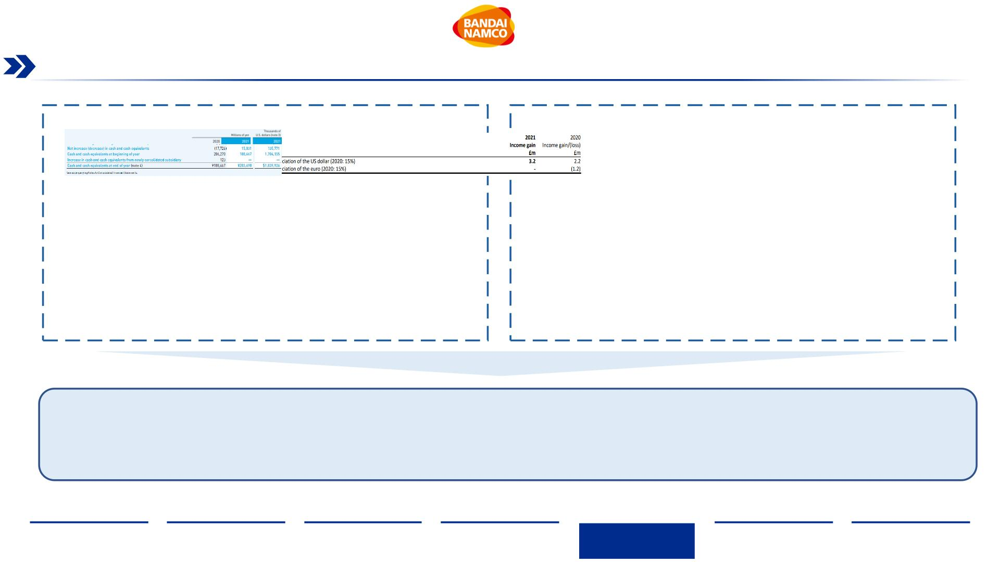 BANDAI
NAMCO
Thousands of
Millions of yen U.S. dollars (note 3)
2020 2021 2021
Net increase (decrease) in cash and cash equivalents (17,726) 15,031 135,771
Cash and cash equivalents at beginning of year 206,270 188,667 1,704,155
Increase in cash and cash equivalents from newly consolidated subsidiary 123 — —
Cash and cash equivalents at end of year (note 4) ¥188,667 ¥203,698 $1,839,926
See accompanying Notes to Consolidated Financial Statements.
2021 2020
Income gain Income gain/(loss)
£m £m
ciation of the US dollar (2020: 15%) 3.2 2.2
ciation of the euro (2020: 15%) - (1.2)